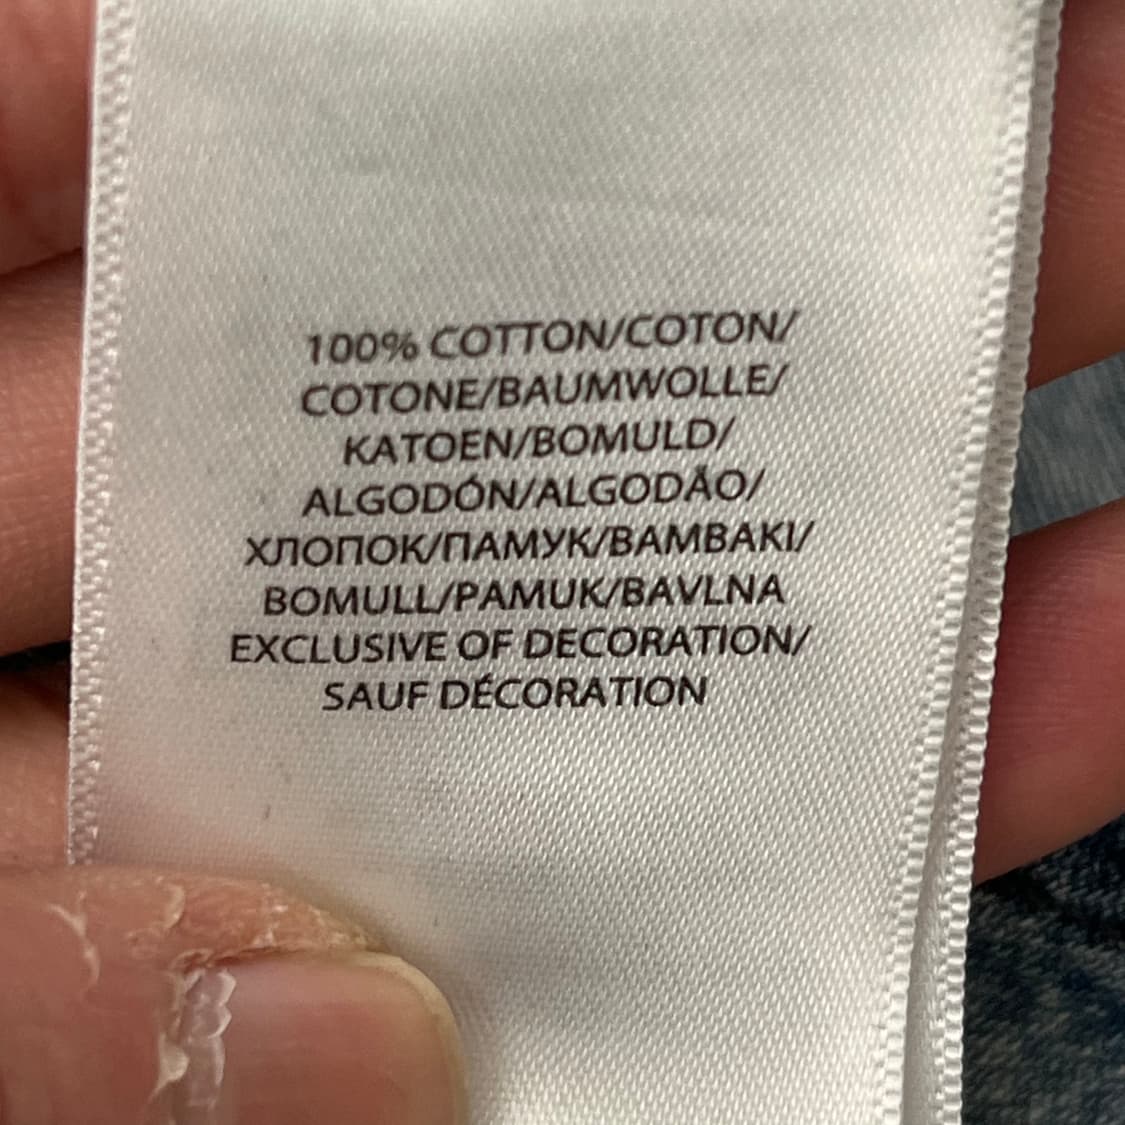 100% COTTON/COTON/
COTONE/BAUMWOLLE/
KATOEN/BOMULD/
ALGODÓN/ALGODÃO/
ХЛОПОК/ПАМУК/BAMBAKI/
BOMULL/PAMUK/BAVLNA
EXCLUSIVE OF DECORATION/
SAUF DÉCORATION